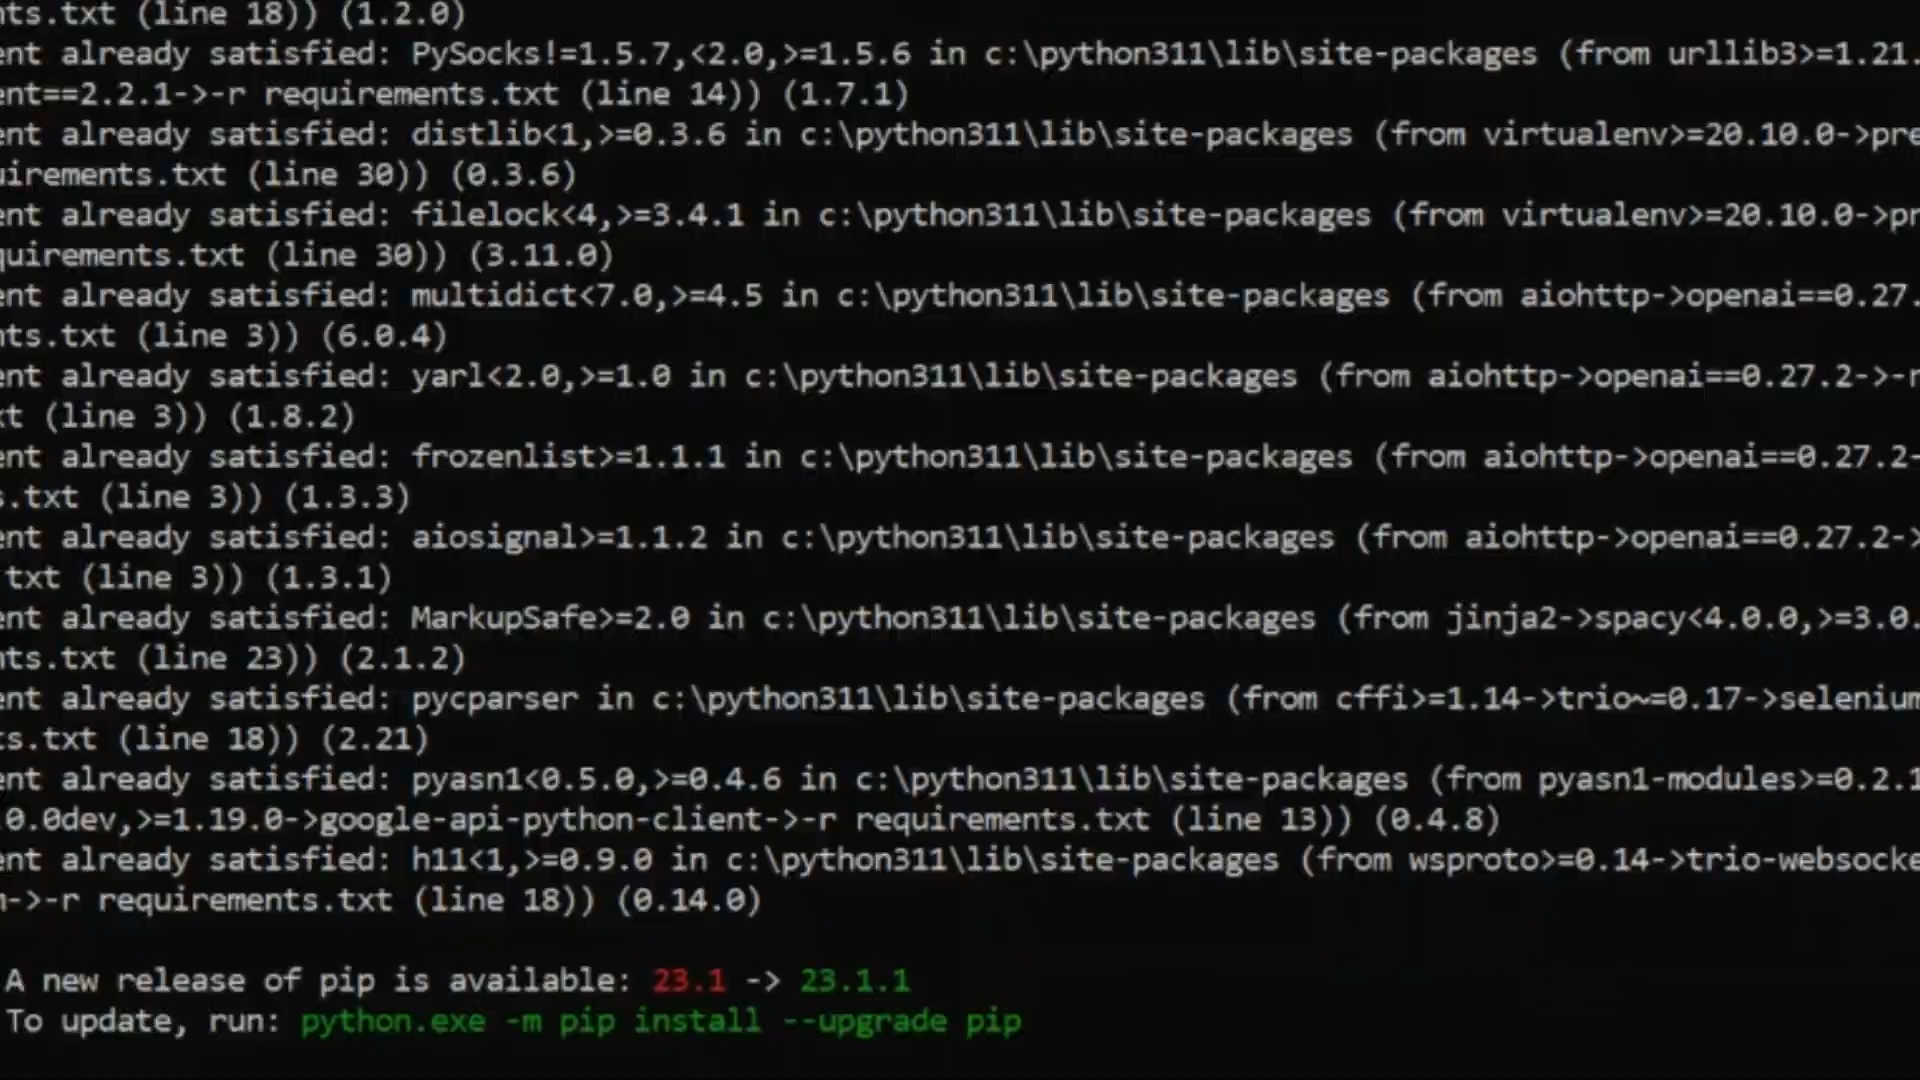 nts.txt (line 18)) (1.2.0)
ent already satisfied: PySocks!=1.5.7,<2.0,>=1.5.6 in c:\python311\lib\site-packages (from urllib3>=1.21.
ent==2.2.1->-r requirements.txt (line 14)) (1.7.1)
ent already satisfied: distlib<1,>=0.3.6 in c:\python311\lib\site-packages (from virtualenv>=20.10.0->pre
uirements.txt (line 30)) (0.3.6)
ent already satisfied: filelock<4,>=3.4.1 in c:\python311\lib\site-packages (from virtualenv>=20.10.0->pr
quirements.txt (line 30)) (3.11.0)
ent already satisfied: multidict<7.0,>=4.5 in c:\python311\lib\site-packages (from aiohttp->openai==0.27.
nts.txt (line 3)) (6.0.4)
ent already satisfied: yarl<2.0,>=1.0 in c:\python311\lib\site-packages (from aiohttp->openai==0.27.2->-r
xt (line 3)) (1.8.2)
ent already satisfied: frozenlist>=1.1.1 in c:\python311\lib\site-packages (from aiohttp->openai==0.27.2-
s.txt (line 3)) (1.3.3)
ent already satisfied: aiosignal>=1.1.2 in c:\python311\lib\site-packages (from aiohttp->openai==0.27.2->
.txt (line 3)) (1.3.1)
ent already satisfied: MarkupSafe>=2.0 in c:\python311\lib\site-packages (from jinja2->spacy<4.0.0,>=3.0.
nts.txt (line 23)) (2.1.2)
ent already satisfied: pycparser in c:\python311\lib\site-packages (from cffi>=1.14->trio~=0.17->selenium
ts.txt (line 18)) (2.21)
ent already satisfied: pyasn1<0.5.0,>=0.4.6 in c:\python311\lib\site-packages (from pyasn1-modules>=0.2.1
.0.0dev,>=1.19.0->google-api-python-client->-r requirements.txt (line 13)) (0.4.8)
ent already satisfied: h11<1,>=0.9.0 in c:\python311\lib\site-packages (from wsproto>=0.14->trio-websocke
m->-r requirements.txt (line 18)) (0.14.0)
A new release of pip is available: 23.1 -> 23.1.1
To update, run: python.exe -m pip install --upgrade pip